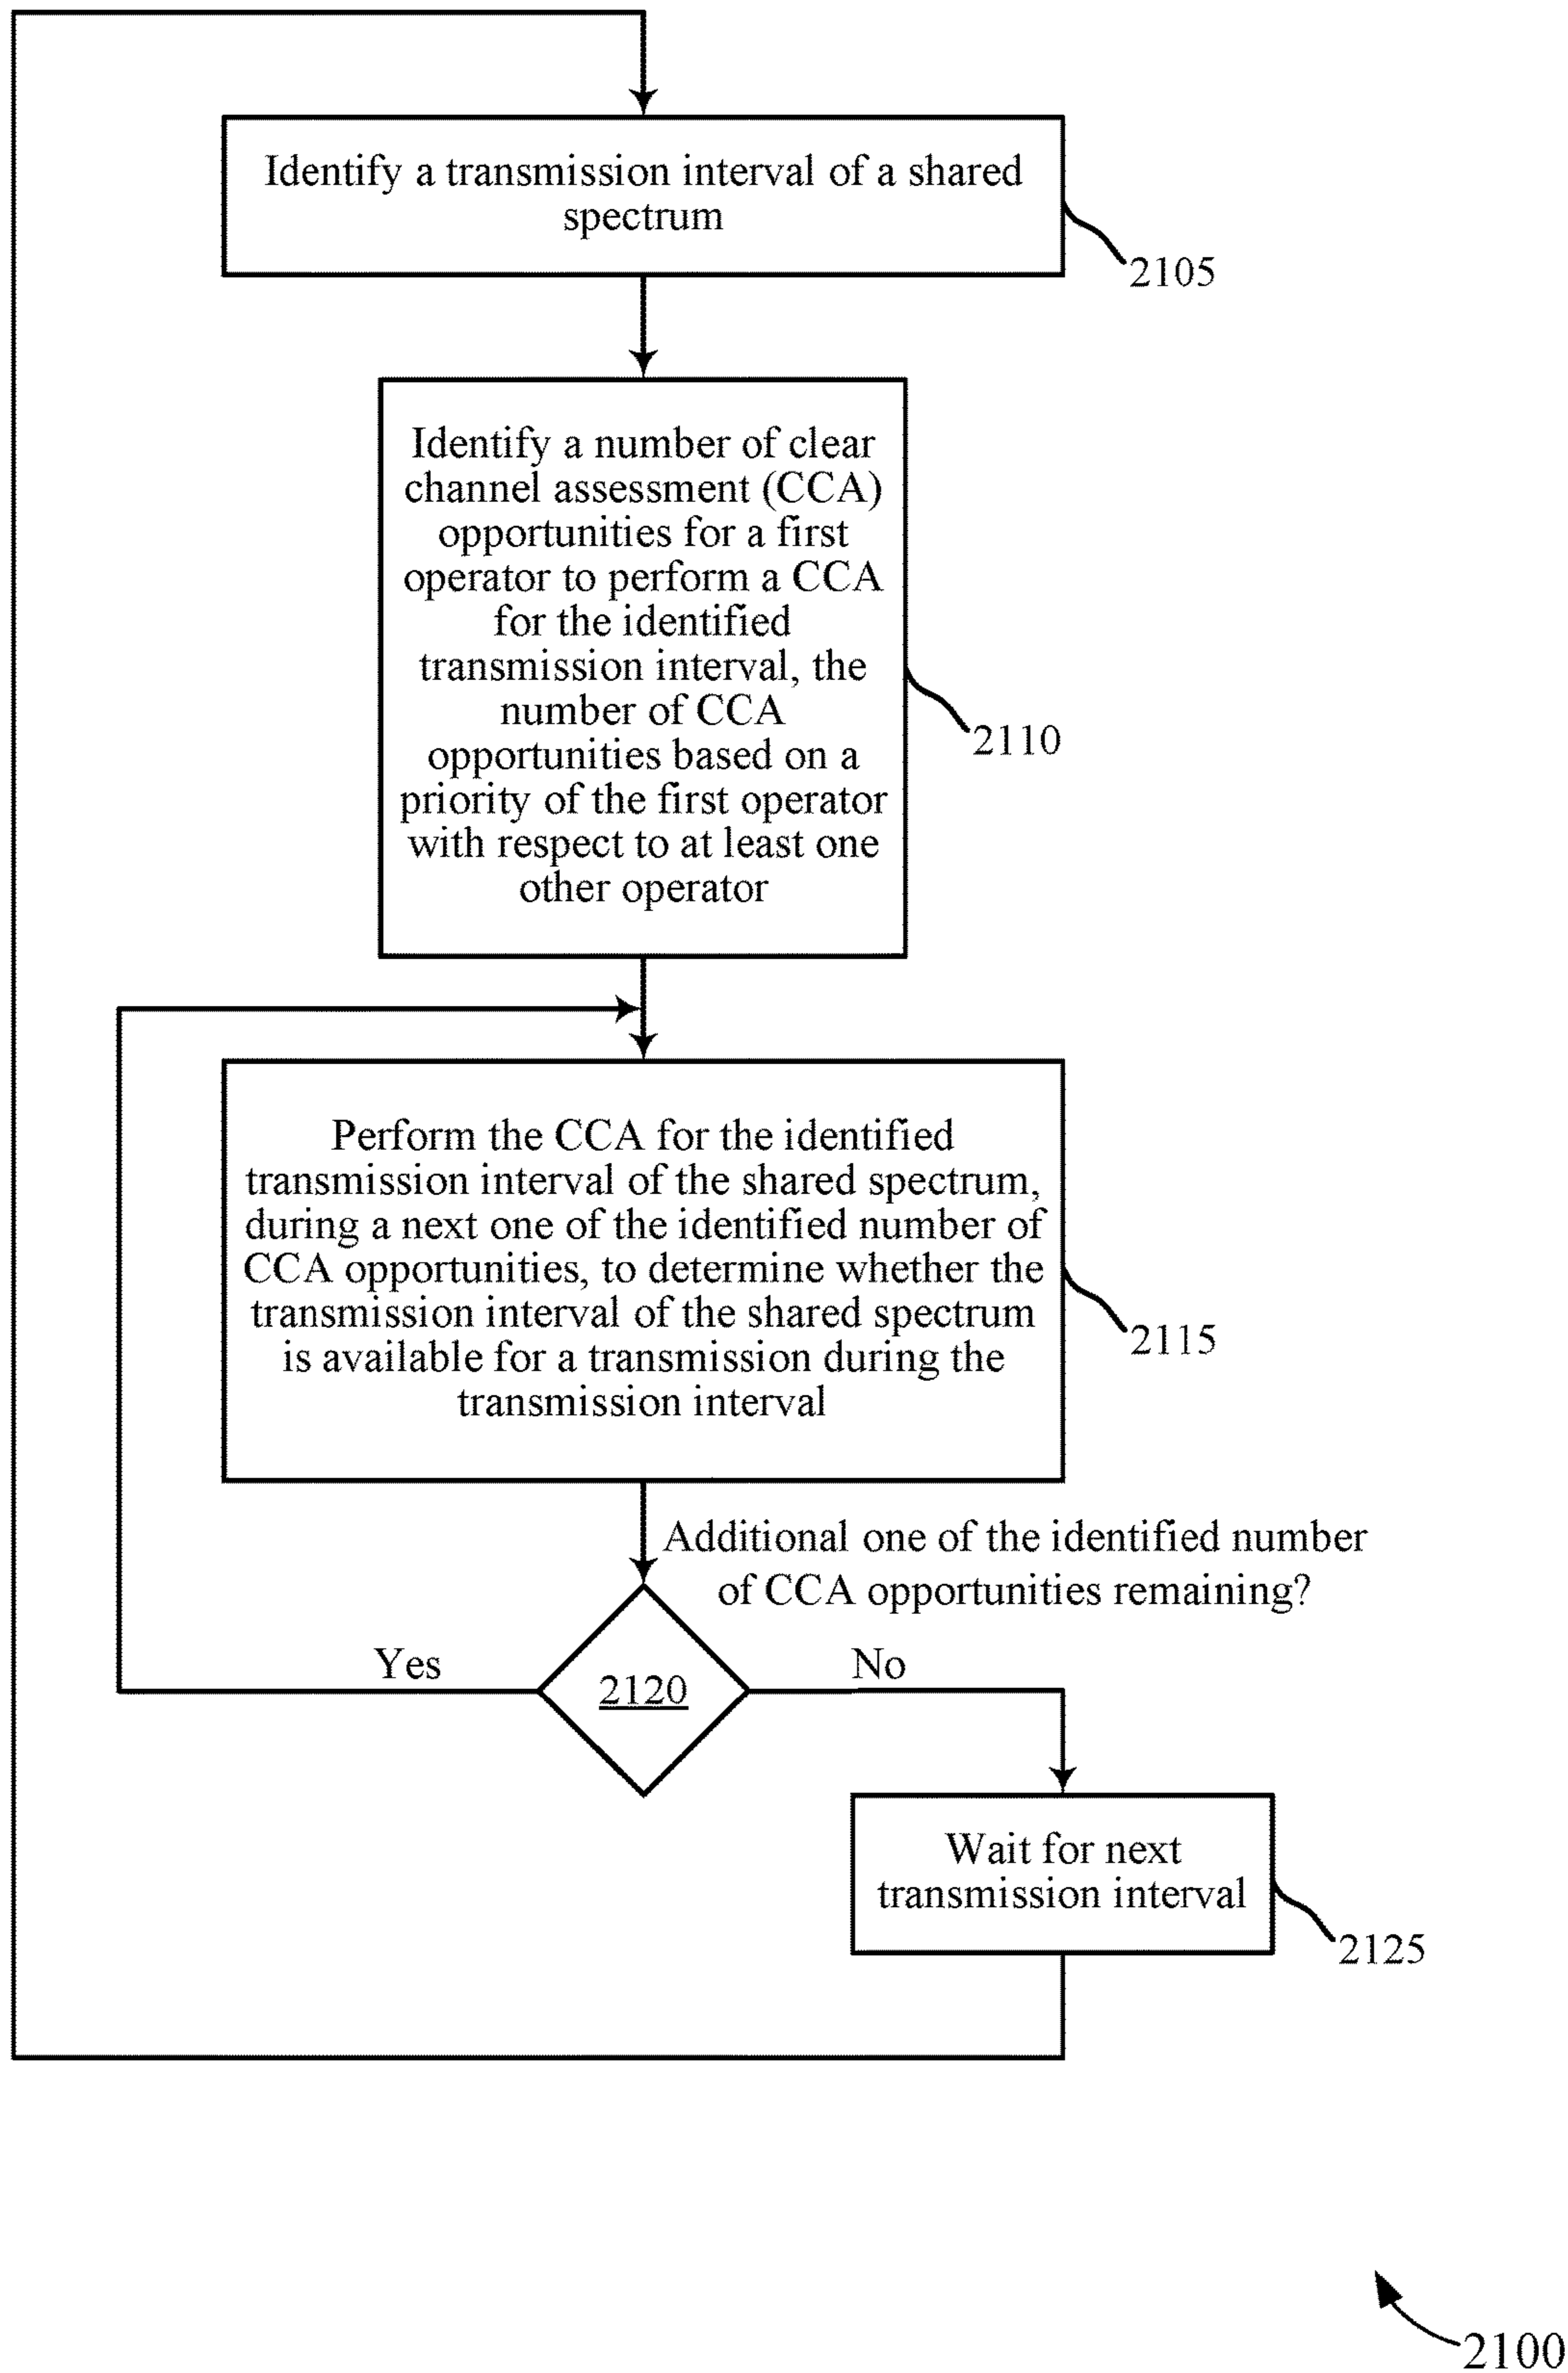 Identify a transmission interval of a shared
spectrum
2105
Identify a number of clear
channel assessment (CCA)
opportunities for a first
operator to perform a CCA
for the identified
transmission interval, the
number of CCA
opportunities based on a
priority of the first operator
with respect to at least one
other operator
2110
Perform the CCA for the identified
transmission interval of the shared spectrum,
during a next one of the identified number of
CCA opportunities, to determine whether the
transmission interval of the shared spectrum
is available for a transmission during the
transmission interval
2115
Additional one of the identified number
of CCA opportunities remaining?
Yes
2120
No
Wait for next
transmission interval
2125
2100